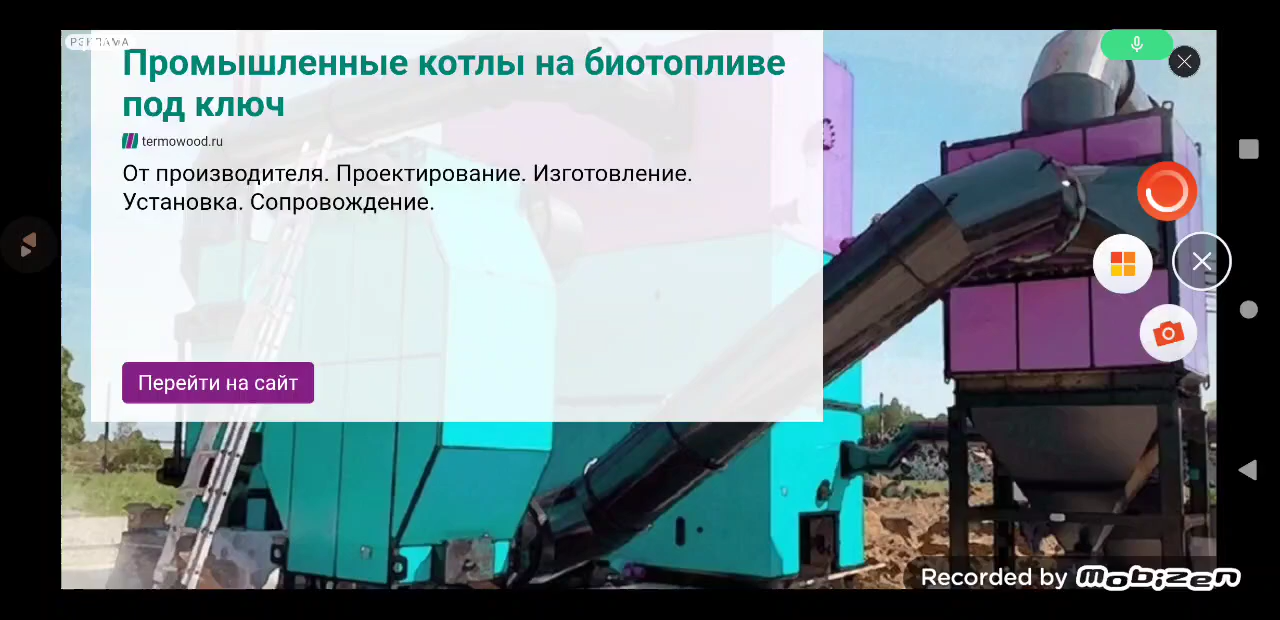 РЕКЛАМА
Промышленные котлы на биотопливе
под ключ
termowood.ru
От производителя. Проектирование. Изготовление.
Установка. Сопровождение.
Перейти на сайт
Recorded by mobizen